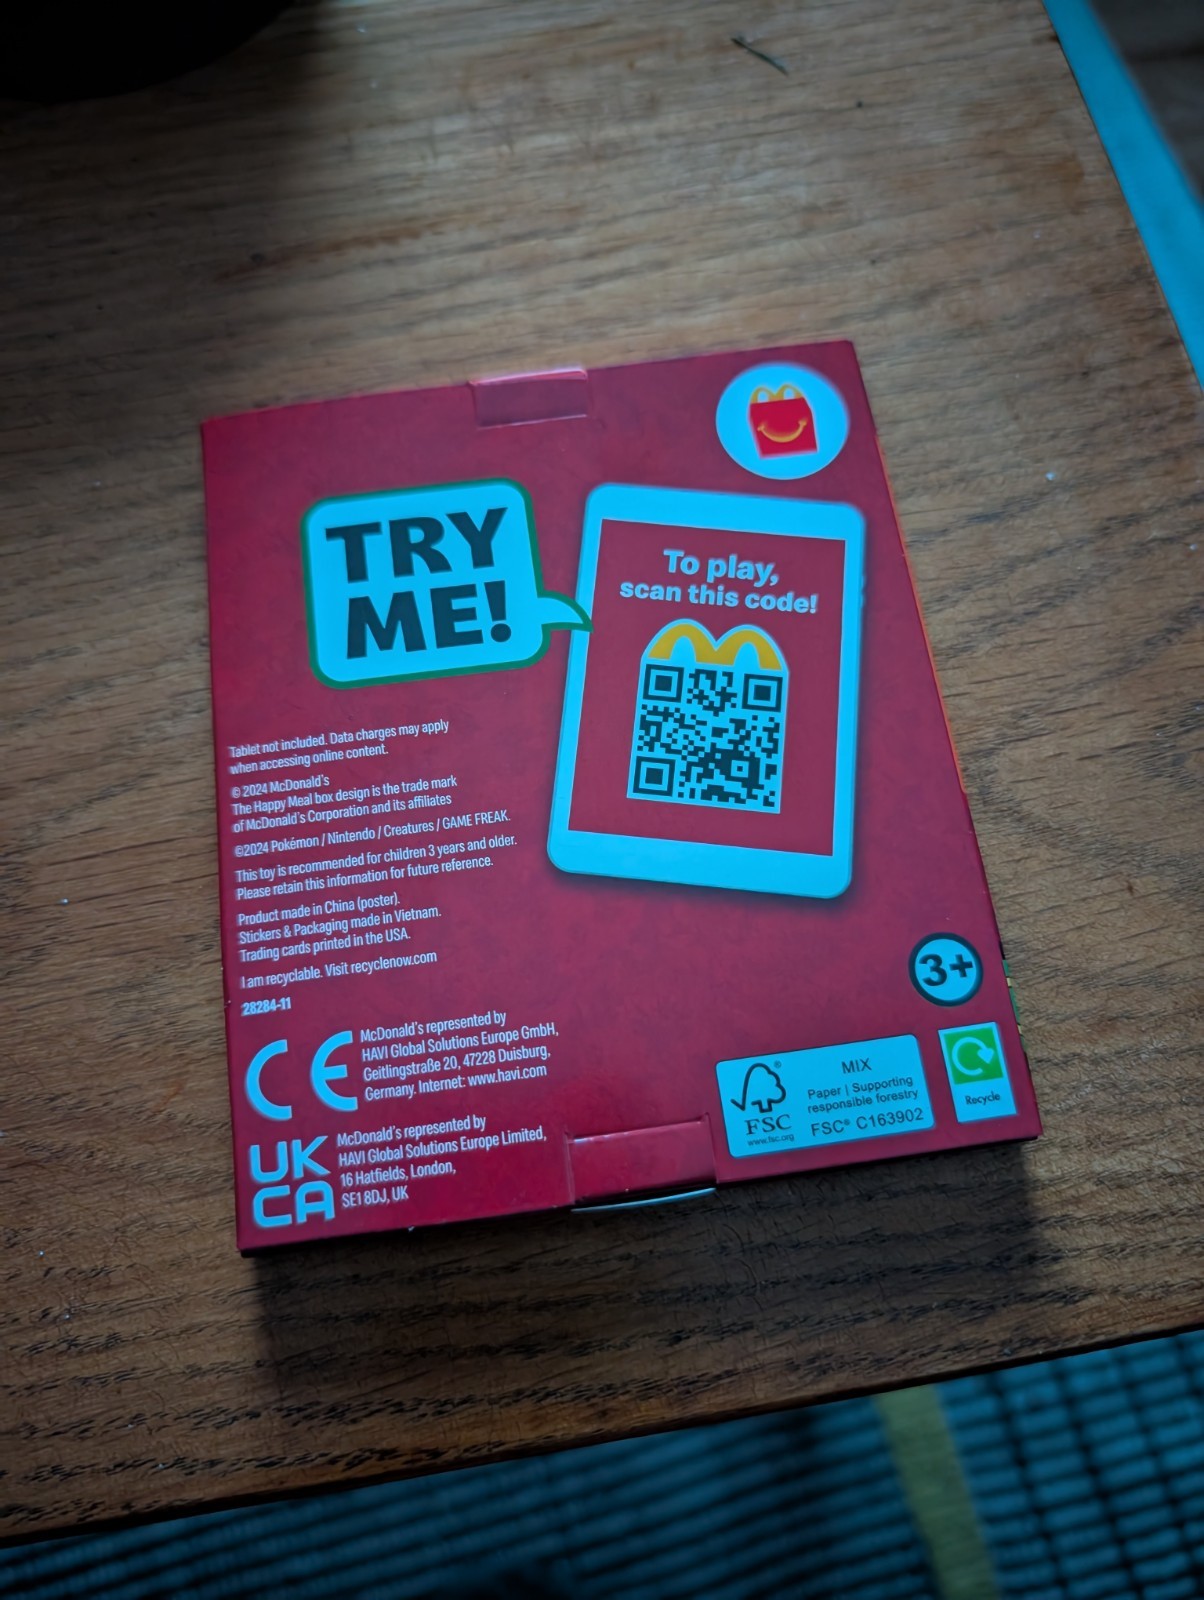 TRY
ME!
To play,
scan this code!
Tablet not included. Data charges may apply
when accessing online content.
© 2024 McDonald's
The Happy Meal box design is the trade mark
of McDonald's Corporation and its affiliates
©2024 Pokémon / Nintendo / Creatures / GAME FREAK.
This toy is recommended for children 3 years and older.
Please retain this information for future reference.
Product made in China (poster).
Stickers & Packaging made in Vietnam.
Trading cards printed in the USA.
I am recyclable. Visit recyclenow.com
28284-11
CE
McDonald's represented by
HAVI Global Solutions Europe GmbH,
Geitlingstraße 20, 47228 Duisburg,
Germany. Internet: www.havi.com
UK
CA
McDonald's represented by
HAVI Global Solutions Europe Limited,
16 Hatfields, London,
SE1 8DJ, UK
3+
FSC
www.fsc.org
MIX
Paper | Supporting
responsible forestry
FSC® C163902
Recycle